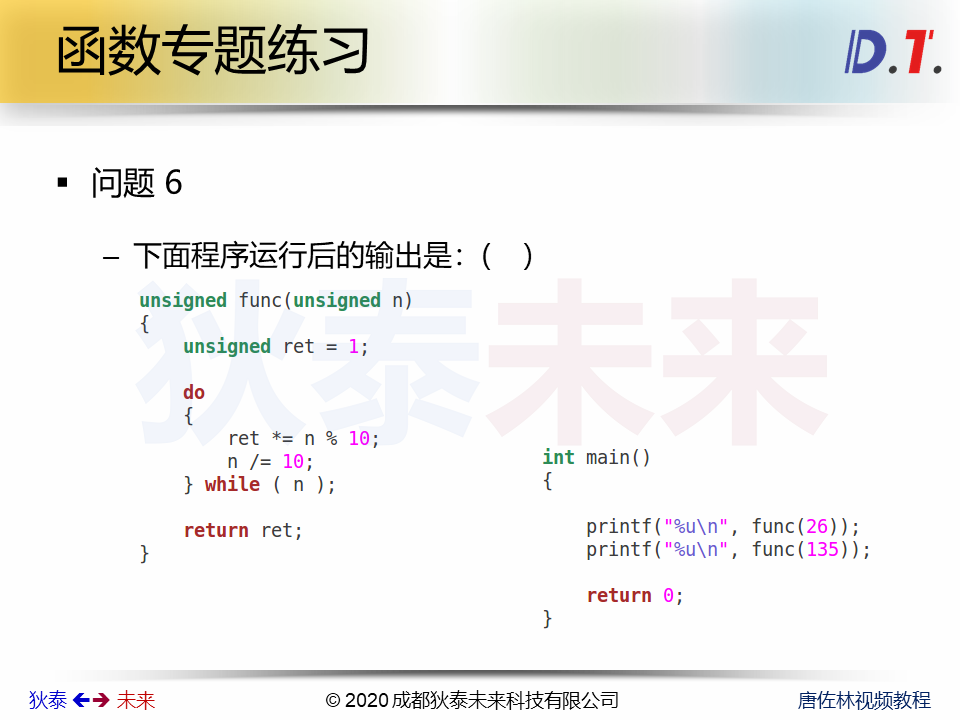 函数专题练习
D.T.
▪ 问题 6
– 下面程序运行后的输出是：(    )
unsigned func(unsigned n)
{
    unsigned ret = 1;
    do
    {
        ret *= n % 10;
        n /= 10;
    } while ( n );
    return ret;
}
int main()
{
    printf("%u\n", func(26));
    printf("%u\n", func(135));
    return 0;
}
狄泰未来
狄泰 未来
© 2020 成都狄泰未来科技有限公司
唐佐林视频教程